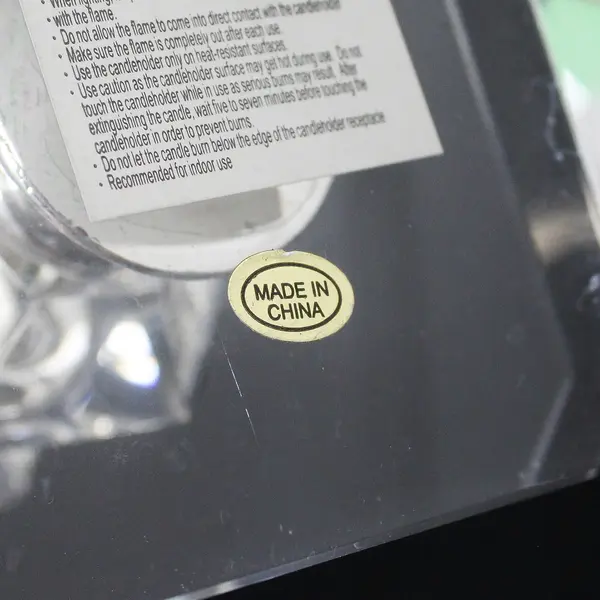 • When lighting
with the flame.
• Do not allow the flame to come into direct contact with the candleholder
• Make sure the flame is completely out after each use.
• Use the candleholder only on heat-resistant surfaces.
• Use caution as the candleholder surface may get hot during use. Do not
touch the candleholder while in use as serious burns may result. After
extinguishing the candle, wait five to seven minutes before touching the
candleholder in order to prevent burns.
• Do not let the candle burn below the edge of the candleholder receptacle
• Recommended for indoor use
MADE IN
CHINA